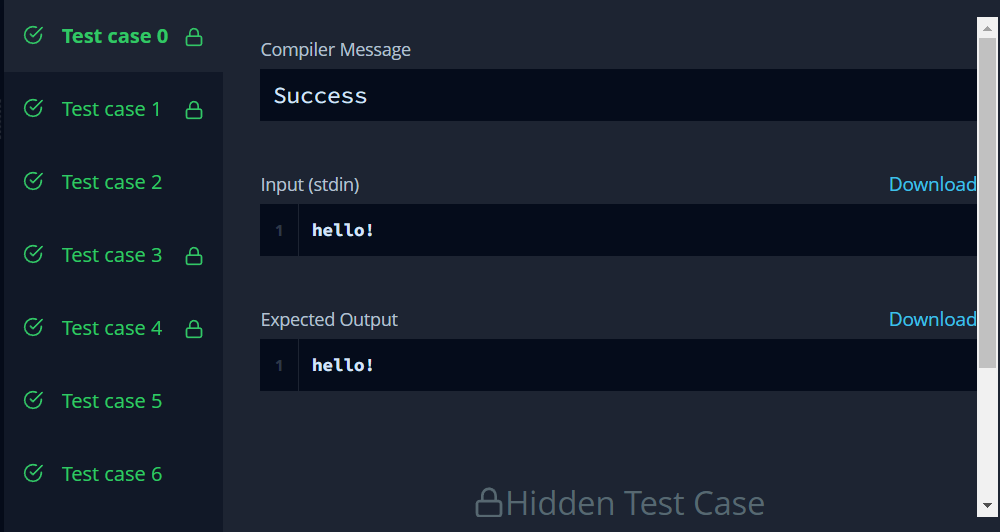 Test case 0
Test case 1
Test case 2
Test case 3
Test case 4
Test case 5
Test case 6
Compiler Message
Success
Input (stdin)
Download
1 hello!
Expected Output
Download
1 hello!
Hidden Test Case